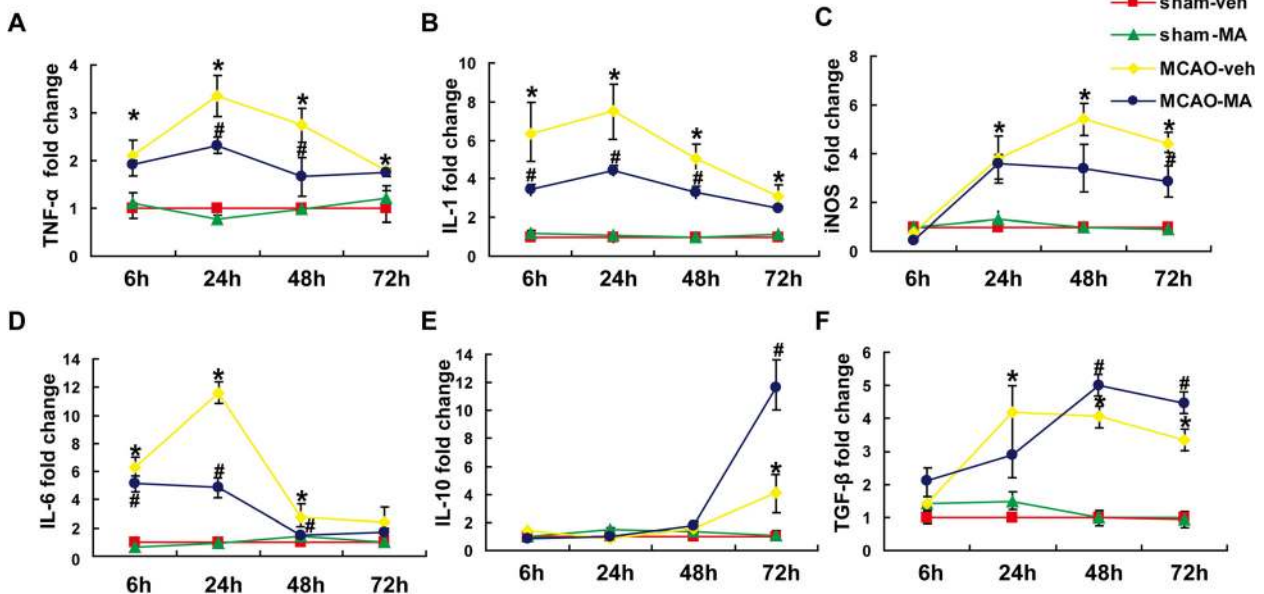 sham-veh
sham-MA
MCAO-veh
MCAO-MA
A
TNF-α fold change
4
3
2
1
0
* * * *
# #
6h 24h 48h 72h
B
IL-1 fold change
10
8
6
4
2
0
* * * *
# # #
6h 24h 48h 72h
C
iNOS fold change
8
6
4
2
0
* * *
#
6h 24h 48h 72h
D
IL-6 fold change
14
12
10
8
6
4
2
0
* * *
# # #
6h 24h 48h 72h
E
IL-10 fold change
14
12
10
8
6
4
2
0
#
*
6h 24h 48h 72h
F
TGF-β fold change
6
5
4
3
2
1
0
* # #
* *
6h 24h 48h 72h